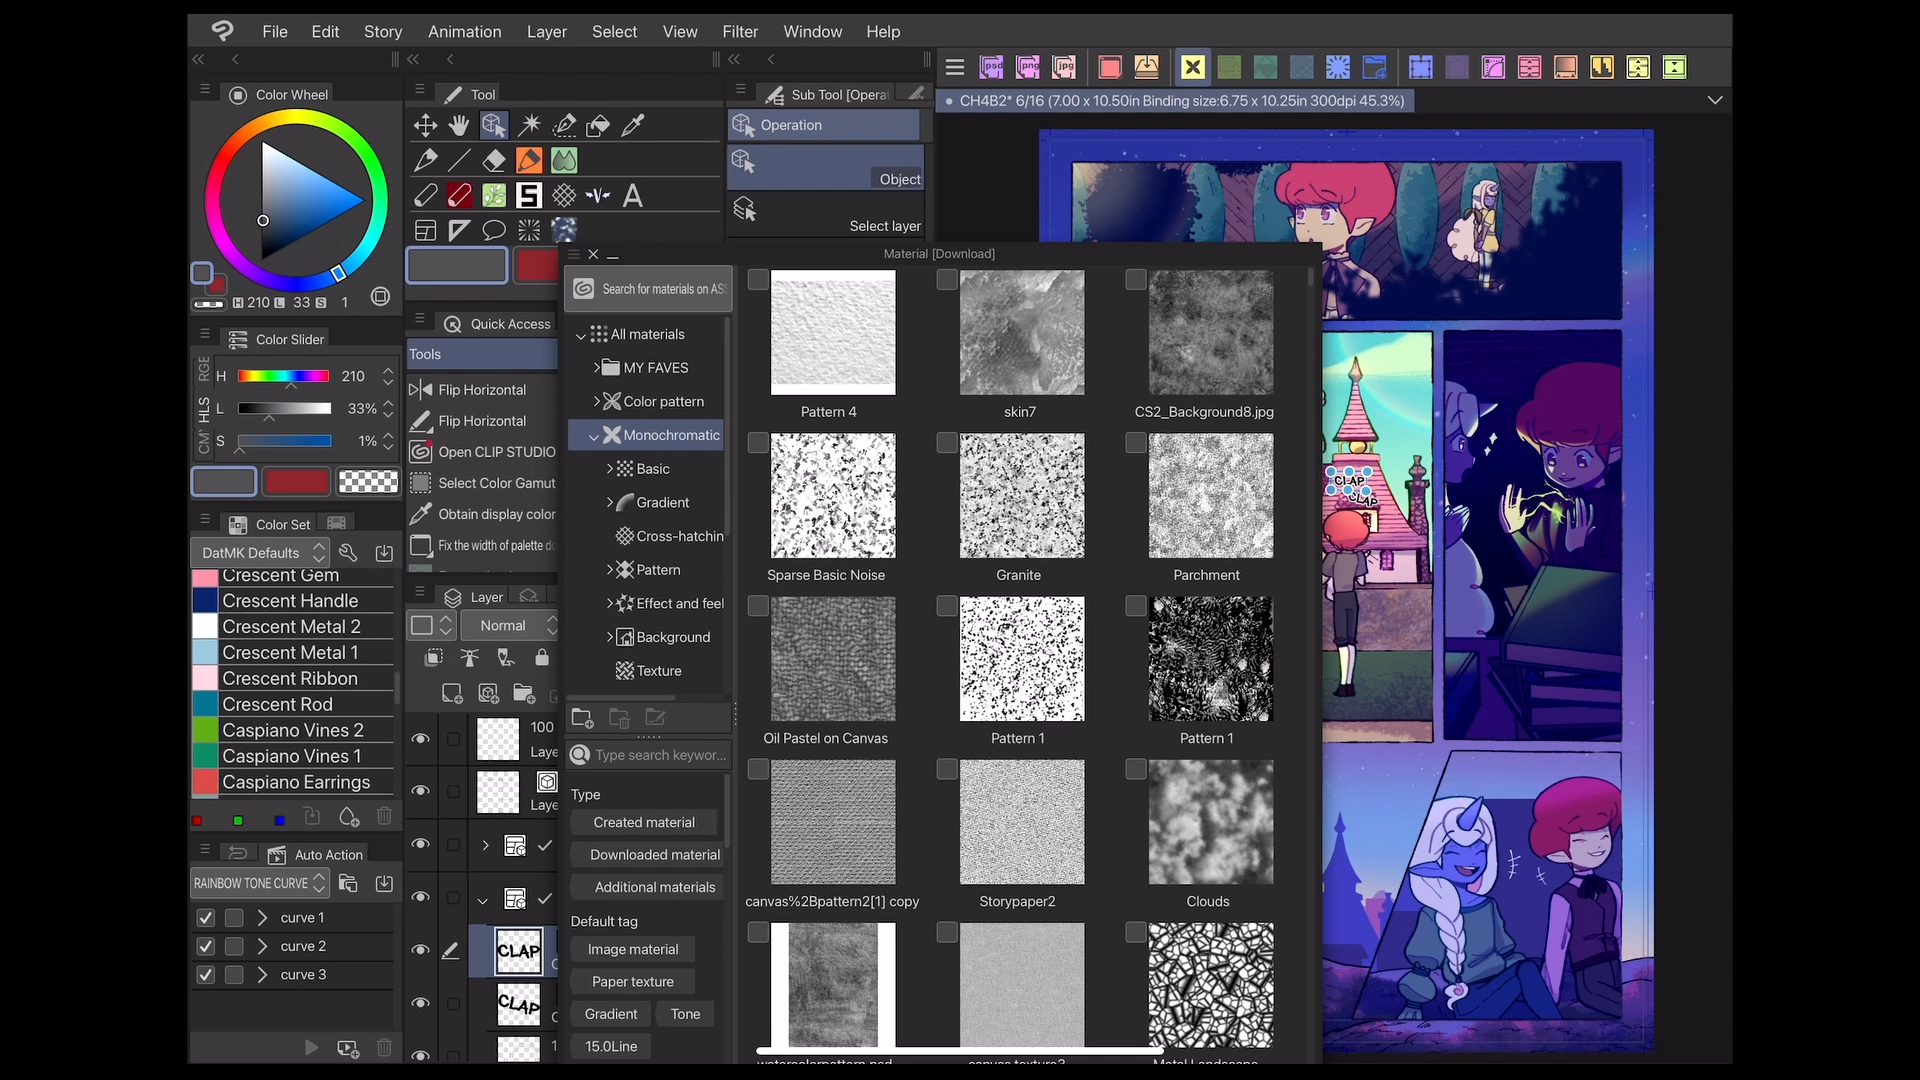 File Edit Story Animation Layer Select View Filter Window Help
Color Wheel
H 210 L 33 S 1
Color Slider
RGB
HLS
H 210
L 33%
S 1%
Color Set
DatMK Defaults
Crescent Gem
Crescent Handle
Crescent Metal 2
Crescent Metal 1
Crescent Ribbon
Crescent Rod
Caspiano Vines 2
Caspiano Vines 1
Caspiano Earrings
Auto Action
RAINBOW TONE CURVE
curve 1
curve 2
curve 3
Tool
Quick Access
Tools
Flip Horizontal
Flip Horizontal
Open CLIP STUDIO
Select Color Gamut
Obtain display color
Fix the width of palette do
Layer
Normal
100
Laye
Laye
CLAP
CLAP
Sub Tool [Opera
Operation
Object
Select layer
psd png jpg
CH4B2* 6/16 (7.00 x 10.50in Binding size:6.75 x 10.25in 300dpi 45.3%)
Material [Download]
Search for materials on ASS
All materials
MY FAVES
Color pattern
Monochromatic
Basic
Gradient
Cross-hatchin
Pattern
Effect and feel
Background
Texture
Type search keywor...
Type
Created material
Downloaded material
Additional materials
Default tag
Image material
Paper texture
Gradient Tone
15.0Line
Pattern 4 skin7 CS2_Background8.jpg
Sparse Basic Noise Granite Parchment
Oil Pastel on Canvas Pattern 1 Pattern 1
canvas%2Bpattern2[1] copy Storypaper2 Clouds
CLAP
CLAP